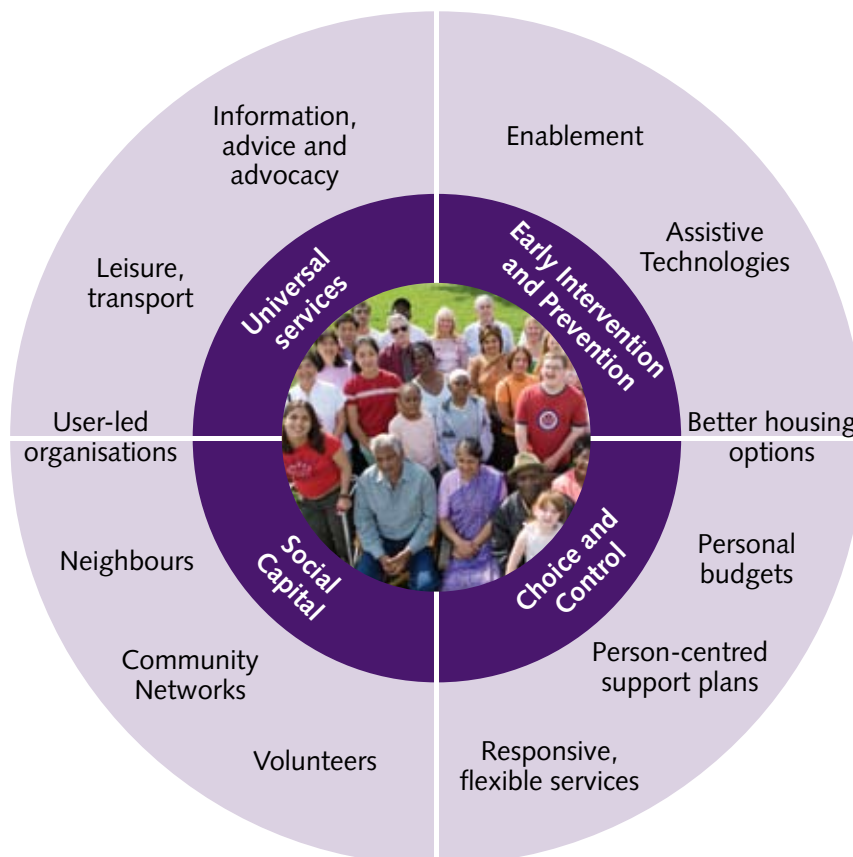 Information,
advice and
advocacy
Leisure,
transport
Universal
services
Enablement
Assistive
Technologies
Early Intervention
and Prevention
User-led
organisations
Better housing
options
Neighbours
Community
Networks
Volunteers
Social
Capital
Choice and
Control
Personal
budgets
Person-centred
support plans
Responsive,
flexible services